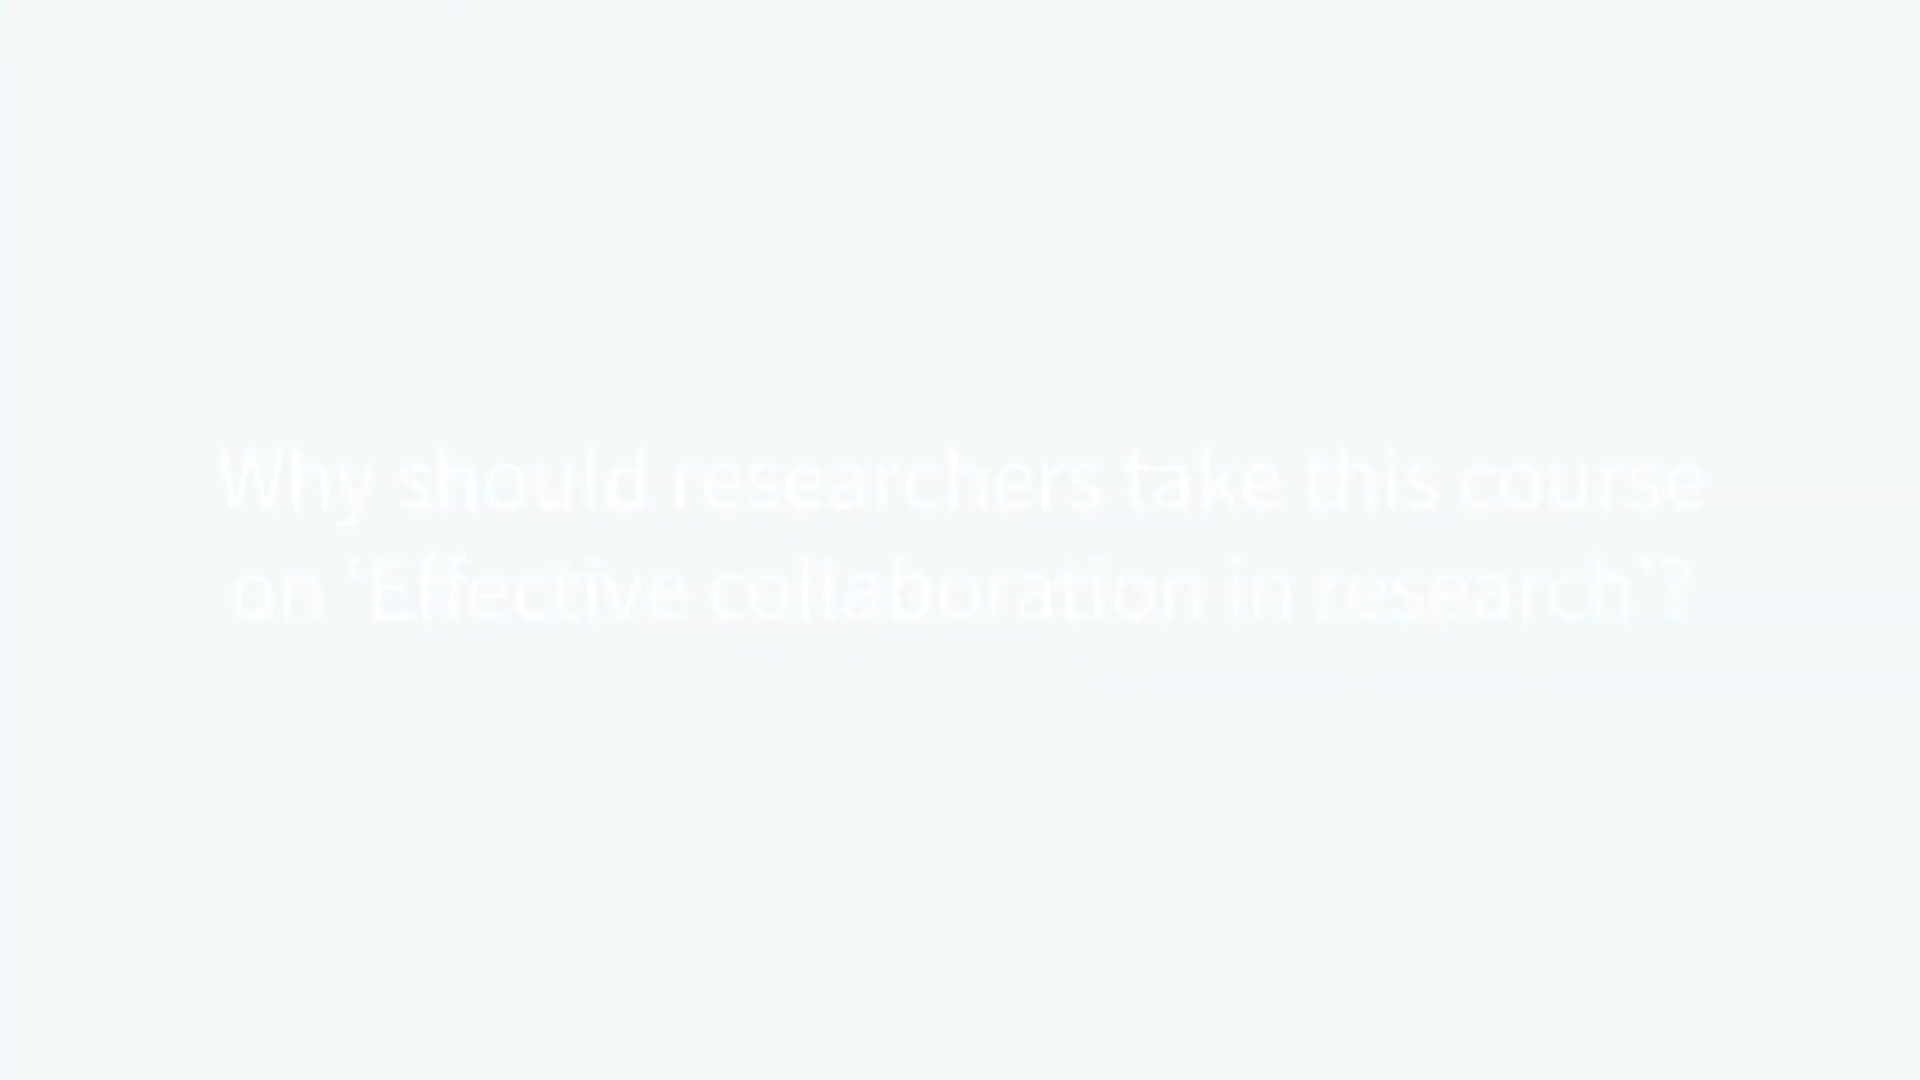 Why should researchers take this course
on ‘Effective collaboration in research’?